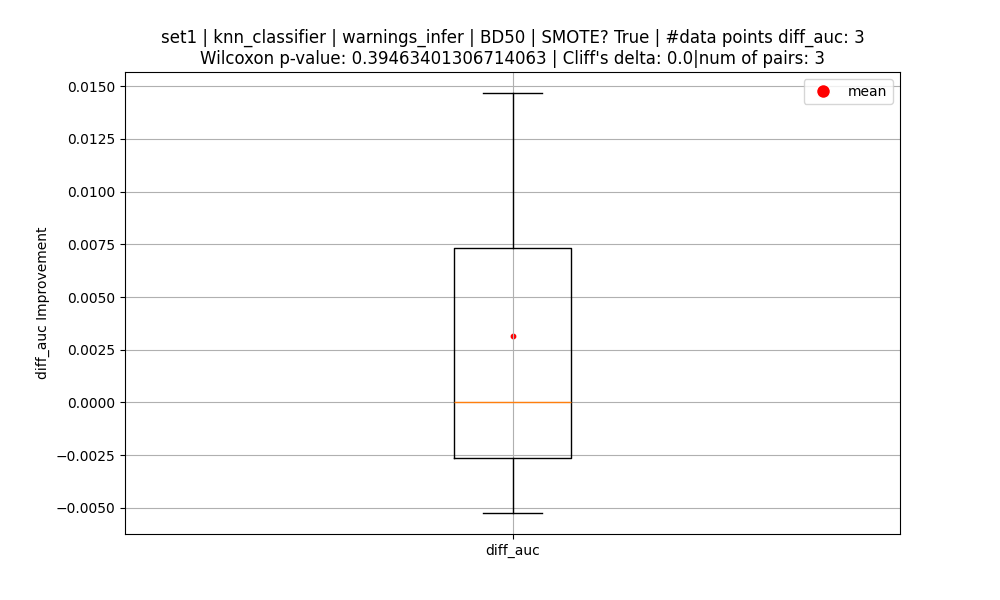 set1 | knn_classifier | warnings_infer | BD50 | SMOTE? True | #data points diff_auc: 3
Wilcoxon p-value: 0.39463401306714063 | Cliff's delta: 0.0|num of pairs: 3
mean
0.0150
0.0125
0.0100
0.0075
0.0050
0.0025
0.0000
−0.0025
−0.0050
diff_auc Improvement
diff_auc